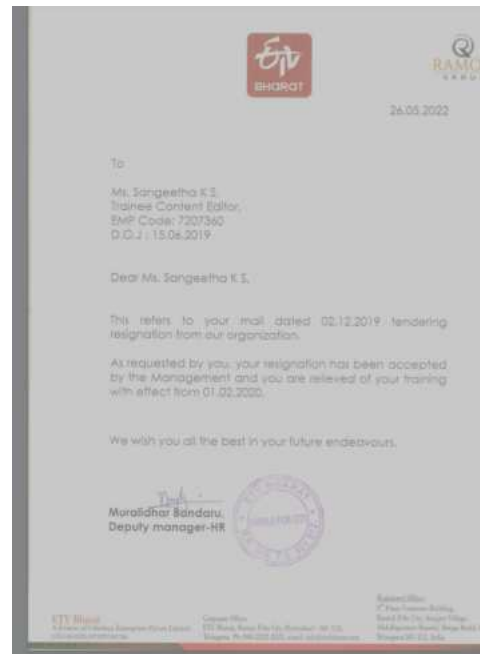 etv
BHARAT
RAMO
GROU
26.05.2022
To
Ms. Sangeetha K S,
Trainee Content Editor,
EMP Code: 7207360
D.O.J : 15.06.2019
Dear Ms. Sangeetha K S,
This refers to your mail dated 02.12.2019 tendering
resignation from our organization.
As requested by you, your resignation has been accepted
by the Management and you are relieved of your training
with effect from 01.02.2020.
We wish you all the best in your future endeavours.
Muralidhar Bandaru,
Deputy manager-HR
ETV Bharat